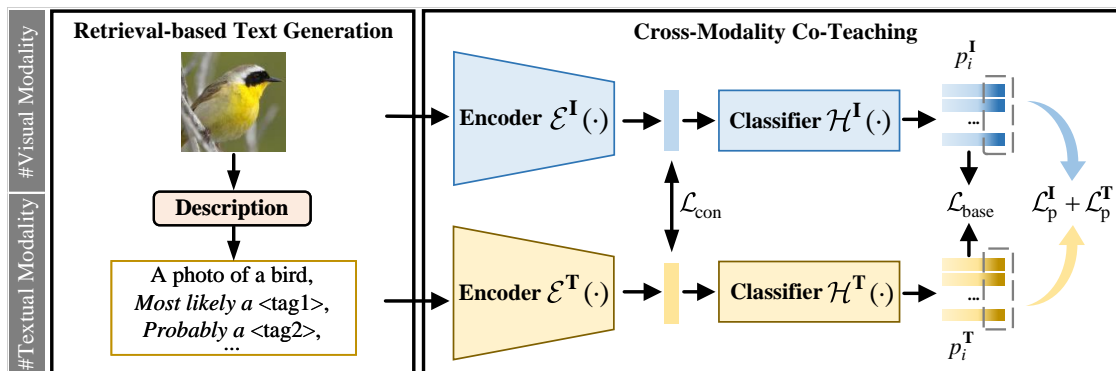 #Visual Modality
#Textual Modality
Retrieval-based Text Generation
Description
A photo of a bird,
Most likely a <tag1>,
Probably a <tag2>,
...
Cross-Modality Co-Teaching
Encoder ℰ^I(·)
Classifier ℋ^I(·)
p_i^I
...
ℒ_con
ℒ_base
ℒ_p^I + ℒ_p^T
Encoder ℰ^T(·)
Classifier ℋ^T(·)
...
p_i^T